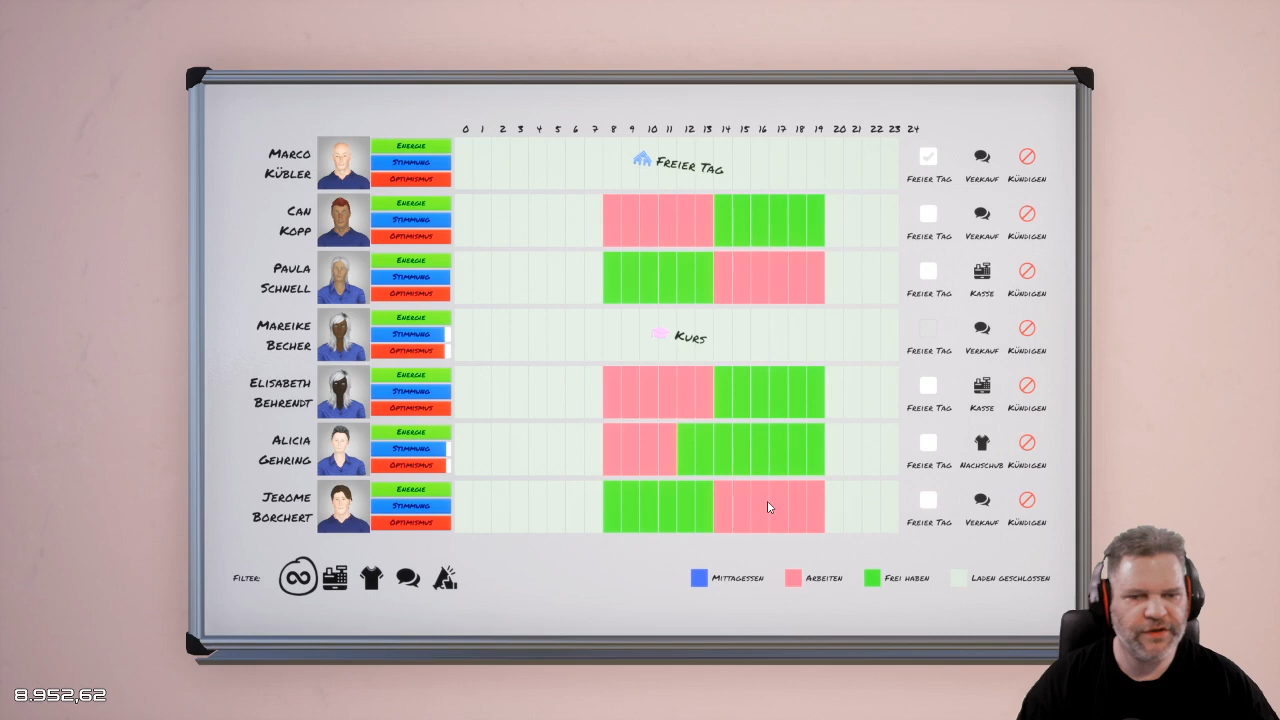 0 1 2 3 4 5 6 7 8 9 10 11 12 13 14 15 16 17 18 19 20 21 22 23 24
MARCO
KÜBLER
ENERGIE
STIMMUNG
OPTIMISMUS
FREIER TAG
FREIER TAG VERKAUF KÜNDIGEN
CAN
KOPP
ENERGIE
STIMMUNG
OPTIMISMUS
FREIER TAG VERKAUF KÜNDIGEN
PAULA
SCHNELL
ENERGIE
STIMMUNG
OPTIMISMUS
FREIER TAG KASSE KÜNDIGEN
MAREIKE
BECHER
ENERGIE
STIMMUNG
OPTIMISMUS
KURS
FREIER TAG VERKAUF KÜNDIGEN
ELISABETH
BEHRENDT
ENERGIE
STIMMUNG
OPTIMISMUS
FREIER TAG KASSE KÜNDIGEN
ALICIA
GEHRING
ENERGIE
STIMMUNG
OPTIMISMUS
FREIER TAG NACHSCHUB KÜNDIGEN
JEROME
BORCHERT
ENERGIE
STIMMUNG
OPTIMISMUS
FREIER TAG VERKAUF KÜNDIGEN
FILTER:
MITTAGESSEN ARBEITEN FREI HABEN LADEN GESCHLOSSEN
8.952,62